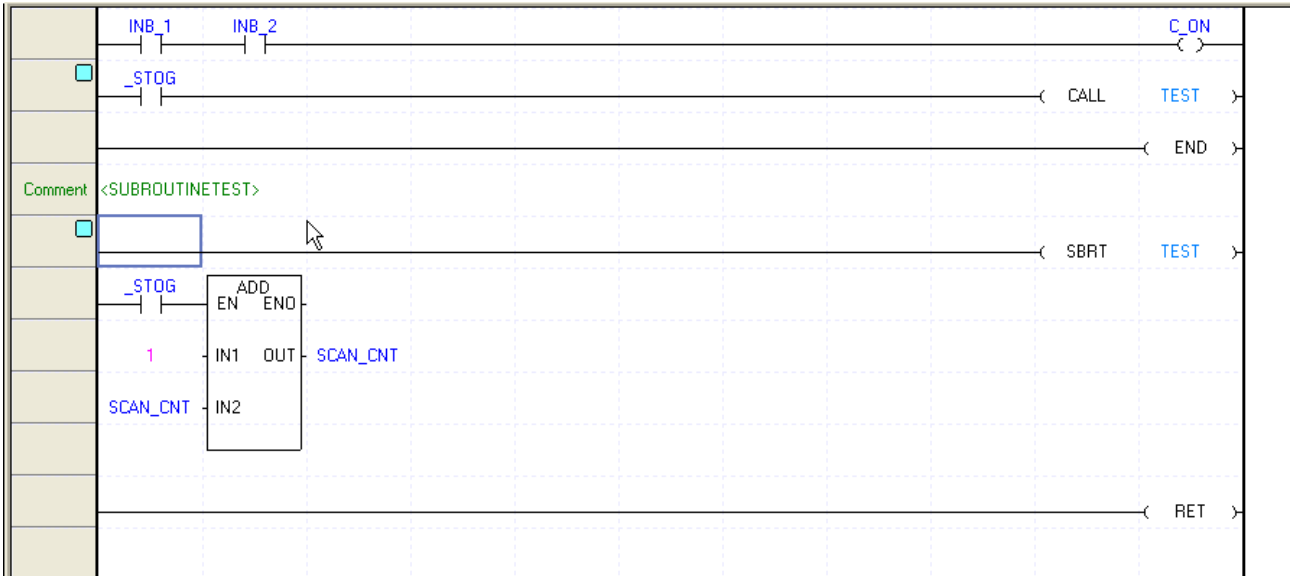 INB_1 INB_2 C_ON
_STOG CALL TEST
END
Comment <SUBROUTINETEST>
SBRT TEST
_STOG ADD
EN ENO
1 IN1 OUT SCAN_CNT
SCAN_CNT IN2
RET